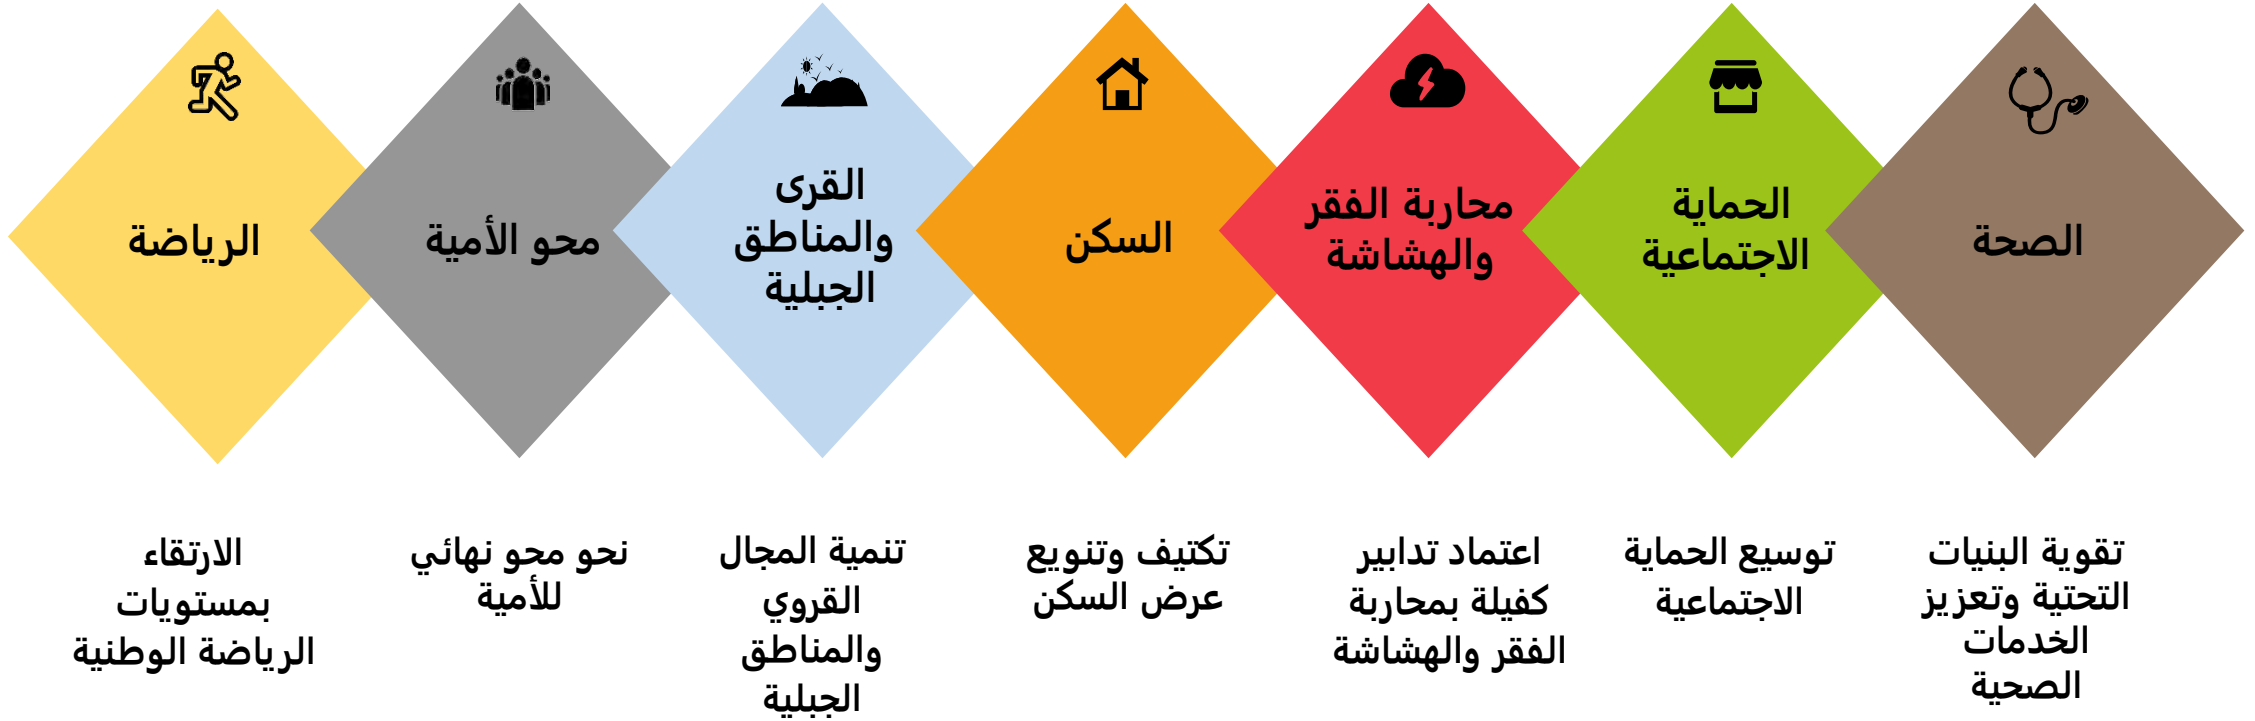 الصحة
الحماية
الاجتماعية
محاربة الفقر
والهشاشة
السكن
القرى
والمناطق
الجبلية
محو الأمية
الرياضة
تقوية البنيات
التحتية وتعزيز
الخدمات
الصحية
توسيع الحماية
الاجتماعية
اعتماد تدابير
كفيلة بمحاربة
الفقر والهشاشة
تكتيف وتنويع
عرض السكن
تنمية المجال
القروي
والمناطق
الجبلية
نحو محو نهائي
للأمية
الارتقاء
بمستويات
الرياضة الوطنية